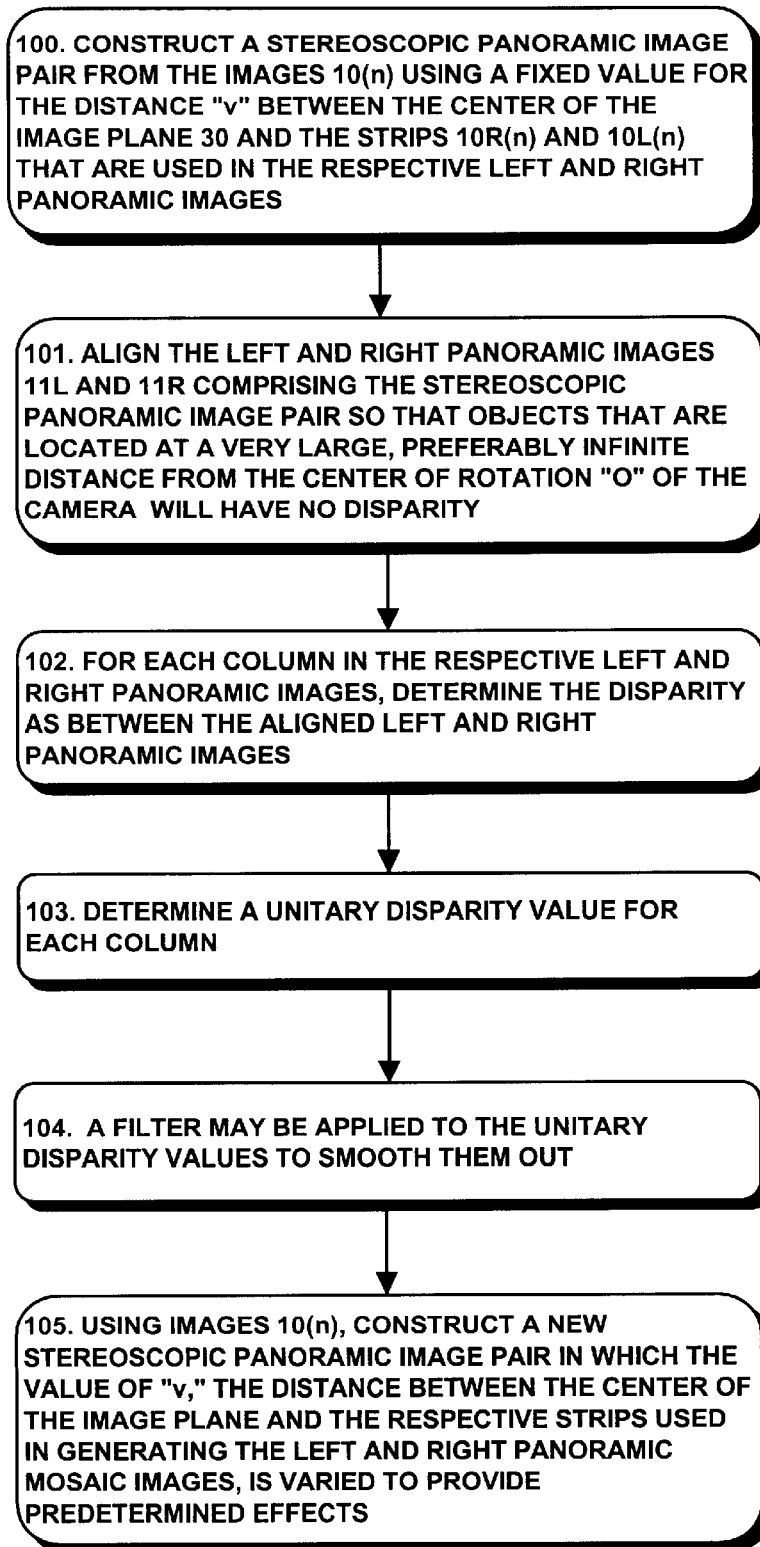 100. CONSTRUCT A STEREOSCOPIC PANORAMIC IMAGE
PAIR FROM THE IMAGES 10(n) USING A FIXED VALUE FOR
THE DISTANCE "v" BETWEEN THE CENTER OF THE
IMAGE PLANE 30 AND THE STRIPS 10R(n) AND 10L(n)
THAT ARE USED IN THE RESPECTIVE LEFT AND RIGHT
PANORAMIC IMAGES
101. ALIGN THE LEFT AND RIGHT PANORAMIC IMAGES
11L AND 11R COMPRISING THE STEREOSCOPIC
PANORAMIC IMAGE PAIR SO THAT OBJECTS THAT ARE
LOCATED AT A VERY LARGE, PREFERABLY INFINITE
DISTANCE FROM THE CENTER OF ROTATION "O" OF THE
CAMERA WILL HAVE NO DISPARITY
102. FOR EACH COLUMN IN THE RESPECTIVE LEFT AND
RIGHT PANORAMIC IMAGES, DETERMINE THE DISPARITY
AS BETWEEN THE ALIGNED LEFT AND RIGHT
PANORAMIC IMAGES
103. DETERMINE A UNITARY DISPARITY VALUE FOR
EACH COLUMN
104. A FILTER MAY BE APPLIED TO THE UNITARY
DISPARITY VALUES TO SMOOTH THEM OUT
105. USING IMAGES 10(n), CONSTRUCT A NEW
STEREOSCOPIC PANORAMIC IMAGE PAIR IN WHICH THE
VALUE OF "v," THE DISTANCE BETWEEN THE CENTER OF
THE IMAGE PLANE AND THE RESPECTIVE STRIPS USED
IN GENERATING THE LEFT AND RIGHT PANORAMIC
MOSAIC IMAGES, IS VARIED TO PROVIDE
PREDETERMINED EFFECTS